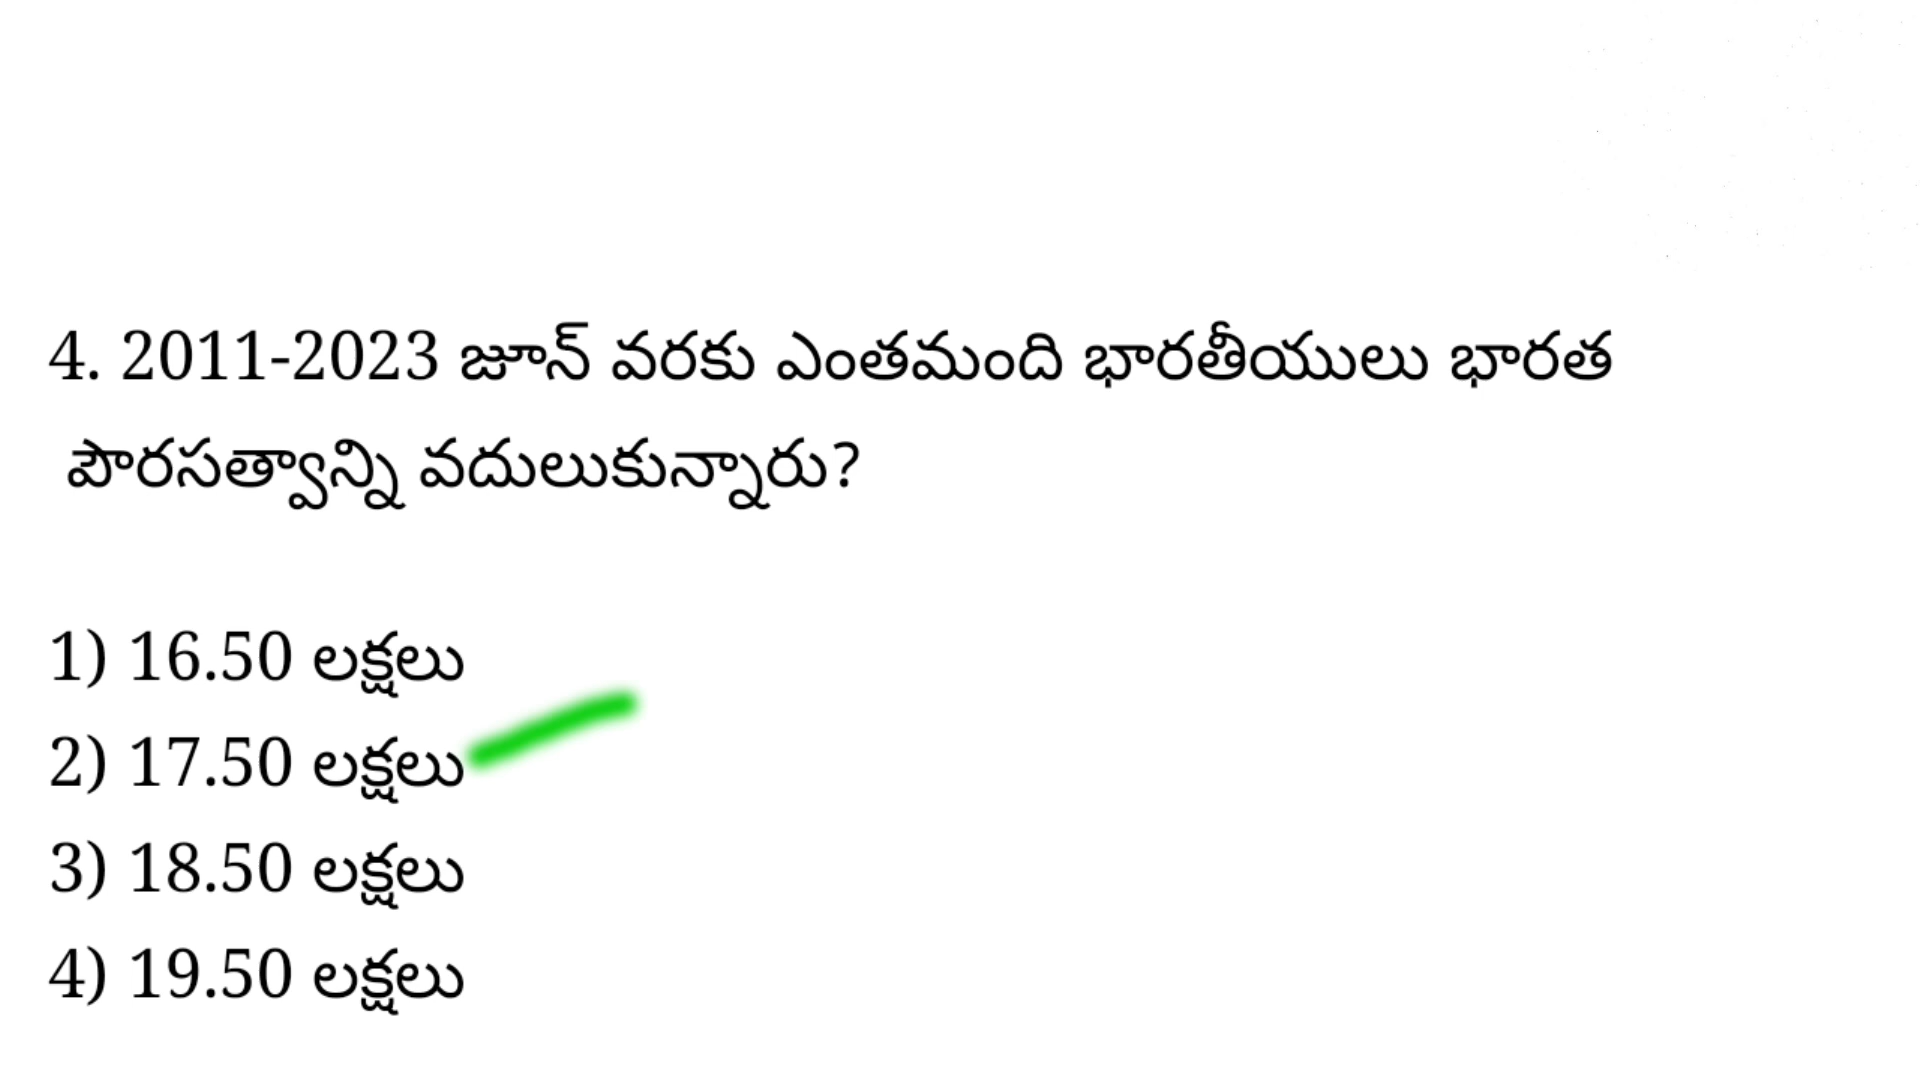 4. 2011-2023 జూన్ వరకు ఎంతమంది భారతీయులు భారత
పౌరసత్వాన్ని వదులుకున్నారు?
1) 16.50 లక్షలు
2) 17.50 లక్షలు
3) 18.50 లక్షలు
4) 19.50 లక్షలు